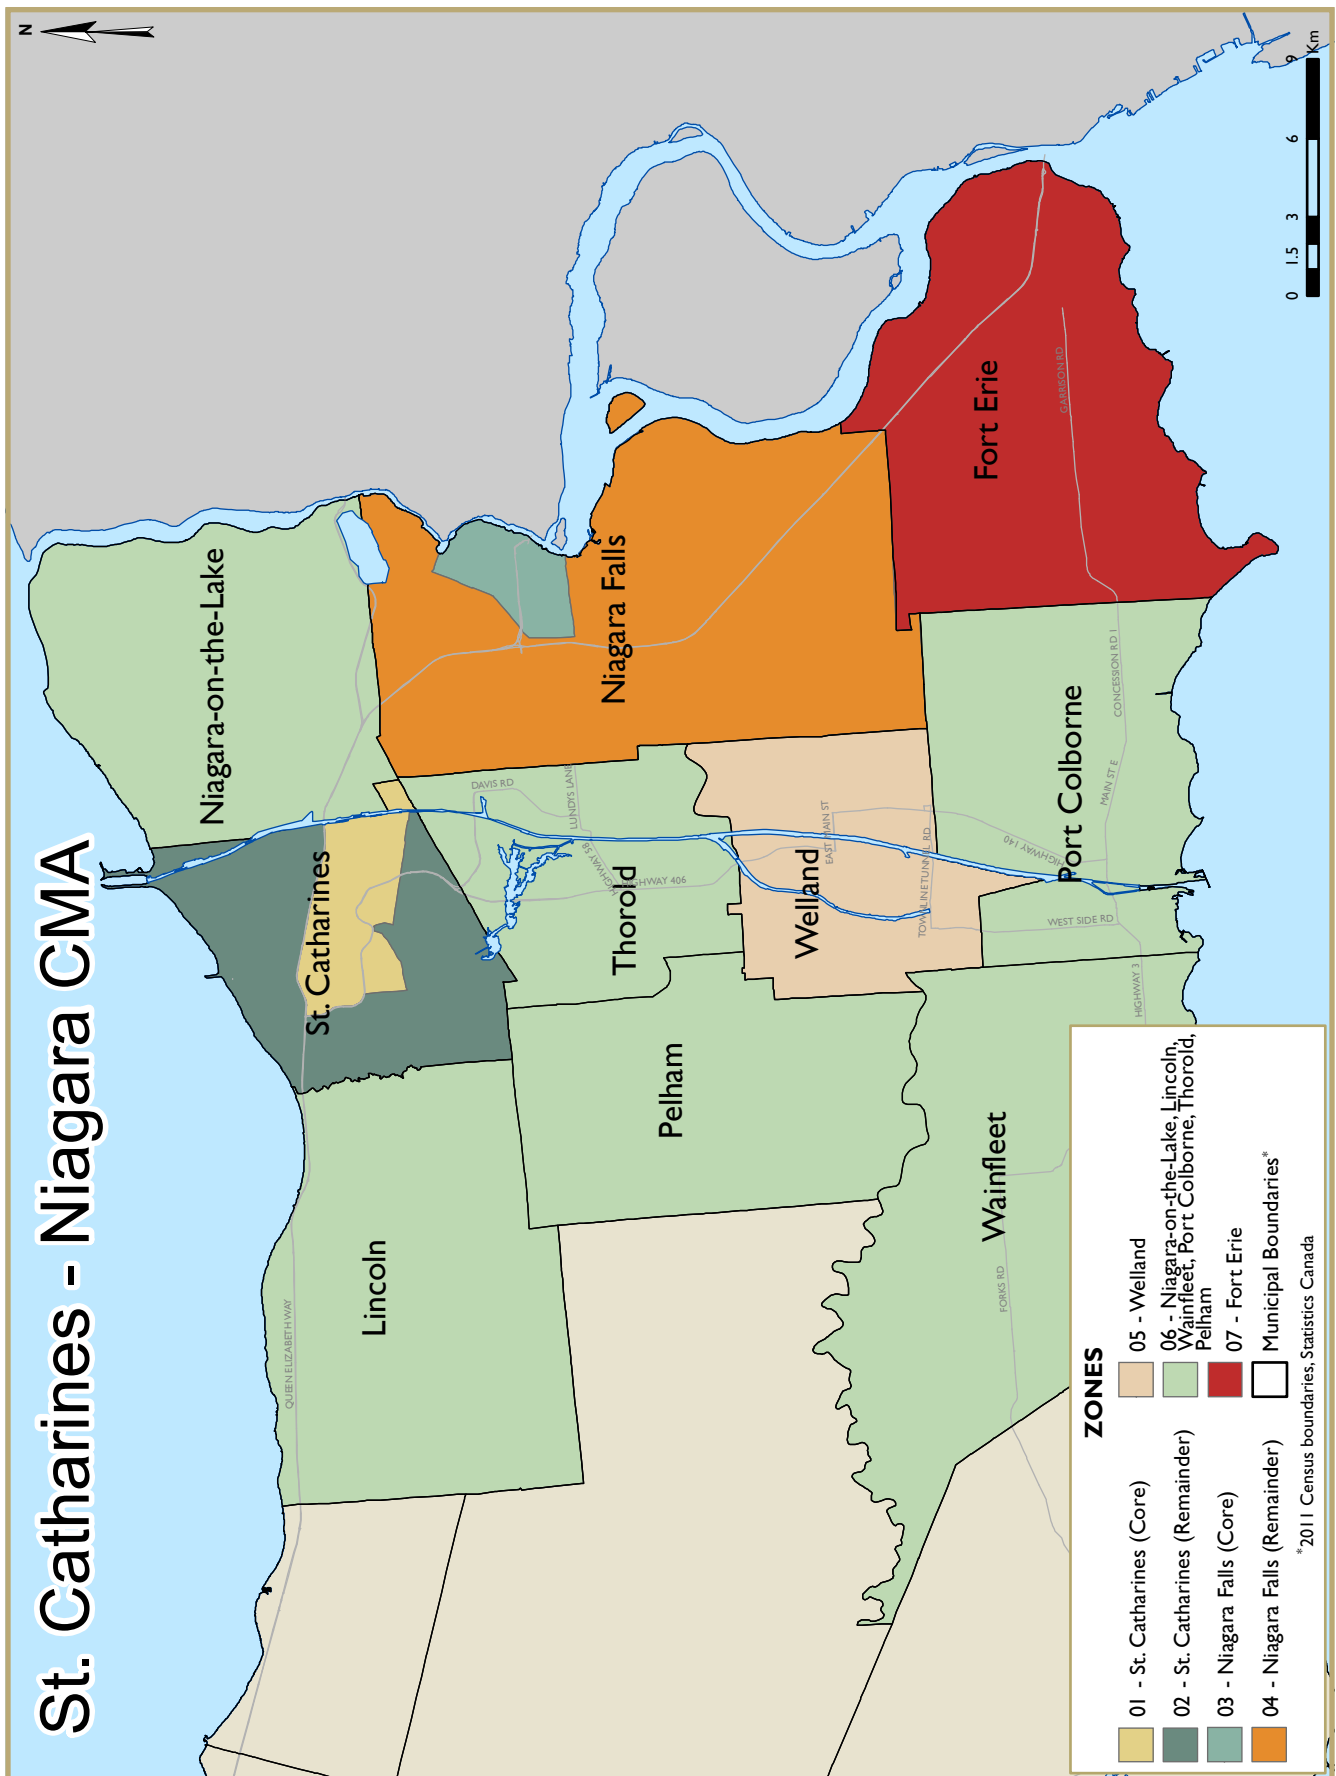 St. Catharines - Niagara CMA
N
Niagara-on-the-Lake
St. Catharines
Lincoln
QUEEN ELIZABETH WAY
Niagara Falls
DAVIS RD
LUNDYS LANE
HIGHWAY 58
HIGHWAY 406
Thorold
Pelham
Welland
EAST MAIN ST
TOWNLINE TUNNEL RD
Fort Erie
GARRISON RD
Port Colborne
CONCESSION RD 1
MAIN ST E
HIGHWAY 140
WEST SIDE RD
HIGHWAY 3
Wainfleet
FORKS RD
0 1.5 3 6 9
Km
ZONES
01 - St. Catharines (Core)
02 - St. Catharines (Remainder)
03 - Niagara Falls (Core)
04 - Niagara Falls (Remainder)
05 - Welland
06 - Niagara-on-the-Lake, Lincoln,
Wainfleet, Port Colborne, Thorold,
Pelham
07 - Fort Erie
Municipal Boundaries*
*2011 Census boundaries, Statistics Canada